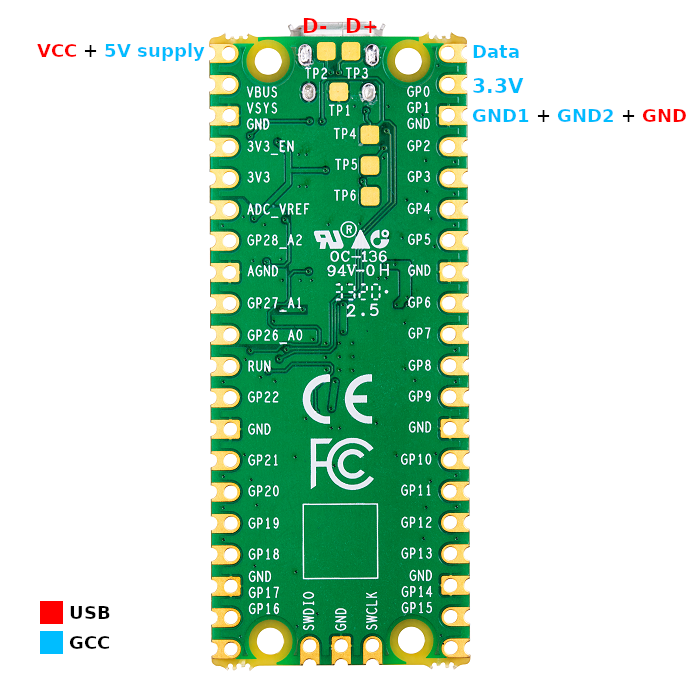 D- D+
VCC + 5V supply
Data
TP2 TP3
VBUS
GP0
3.3V
VSYS
TP1
GP1
GND
GND
GND1 + GND2 + GND
TP4
3V3_EN
GP2
TP5
3V3
GP3
TP6
ADC_VREF
GP4
GP28_A2
R
GP5
OC-136
AGND
94V-0 H
GND
3320
GP27_A1
GP6
2.5
GP26_A0
GP7
RUN
GP8
GP22
CE
GP9
GND
GND
FC
GP21
GP10
GP20
GP11
GP19
GP12
GP18
GP13
GND
GND
GP17
GP14
GP16
SWDIO
GND
SWCLK
GP15
USB
GCC